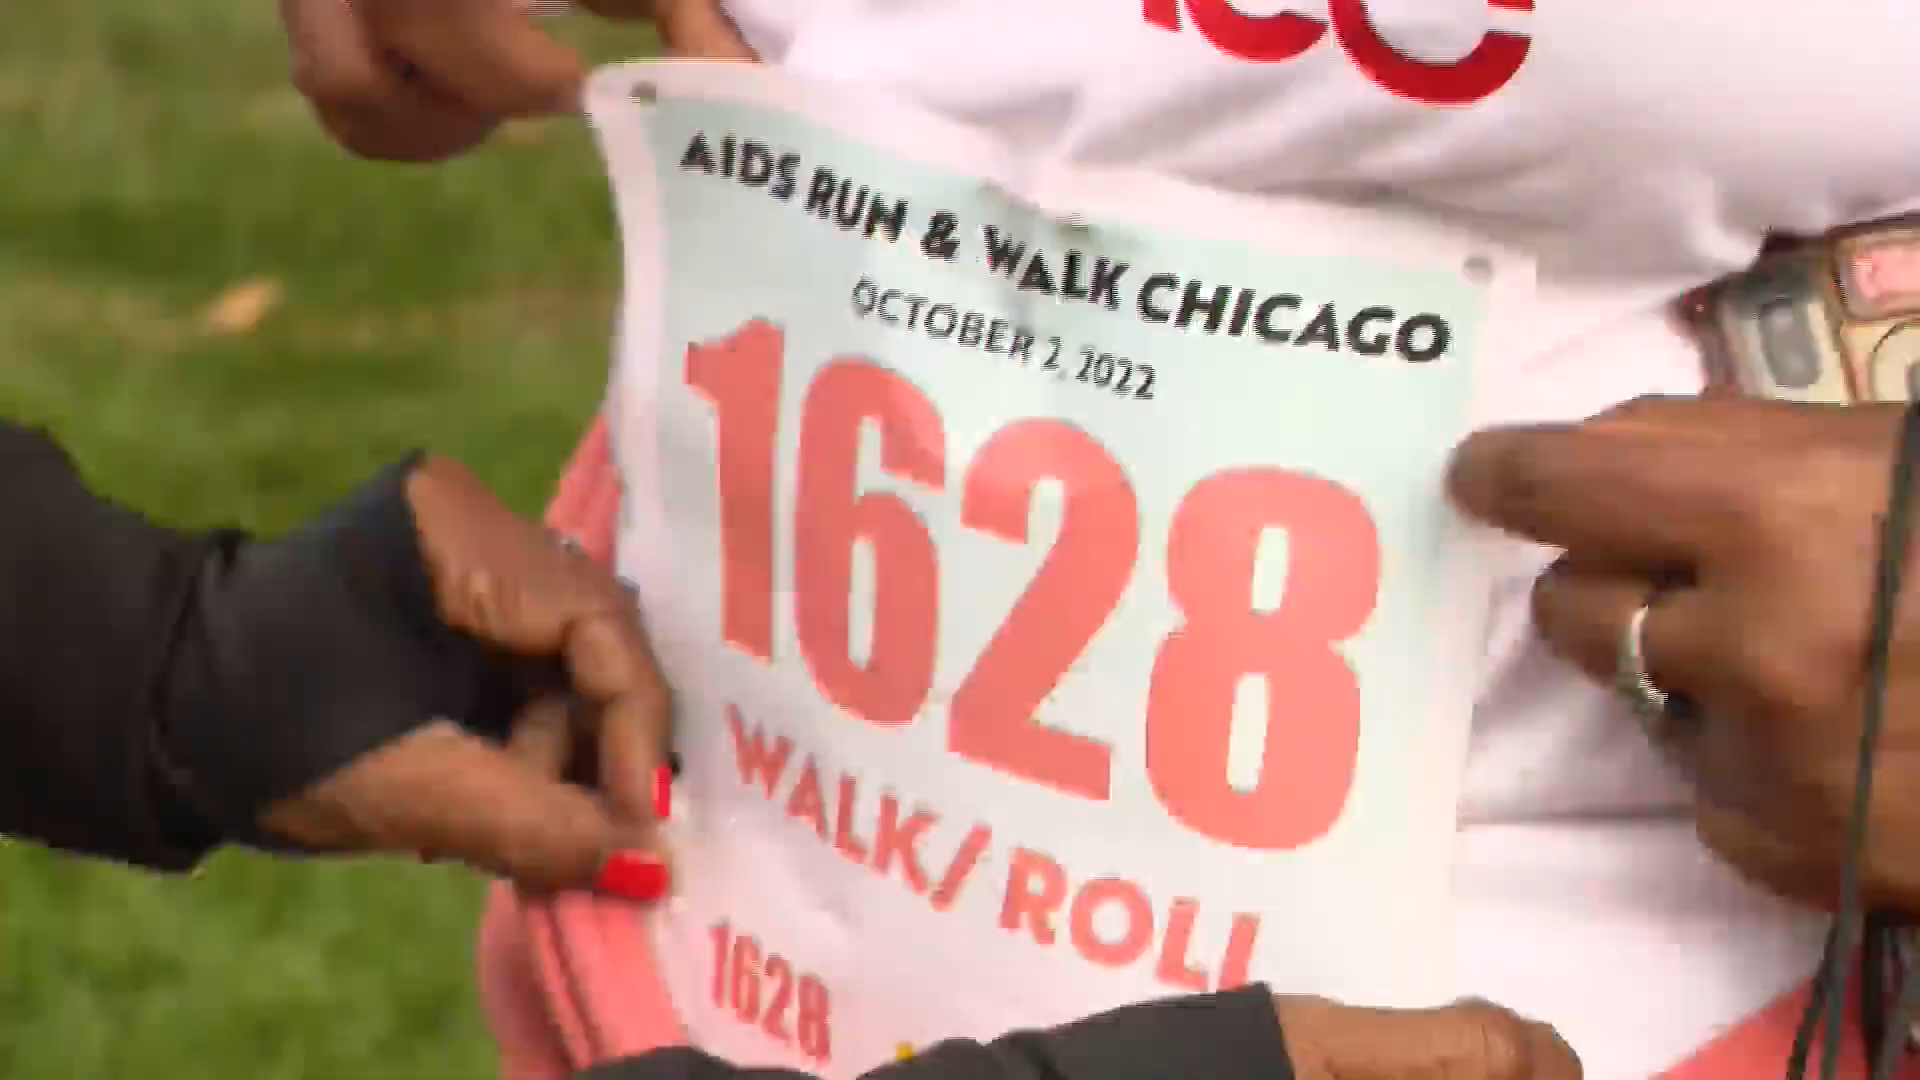 AIDS RUN & WALK CHICAGO
OCTOBER 2, 2022
1628
WALK/ROLL
1628